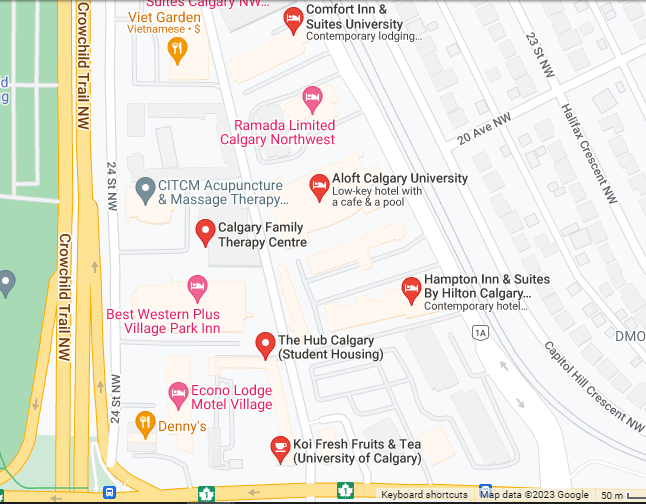 Suites Calgary NW...
Viet Garden
Vietnamese • $
Comfort Inn &
Suites University
Contemporary lodging...
Crowchild Trail NW
23 St NW
Halifax Crescent NW
20 Ave NW
Ramada Limited
Calgary Northwest
24 St NW
CITCM Acupuncture
& Massage Therapy...
Aloft Calgary University
Low-key hotel with
a cafe & a pool
Calgary Family
Therapy Centre
Crowchild Trail NW
Hampton Inn & Suites
By Hilton Calgary...
Contemporary hotel...
Best Western Plus
Village Park Inn
1A
The Hub Calgary
(Student Housing)
DMO
Capitol Hill Crescent NW
24 St NW
Econo Lodge
Motel Village
Denny's
Koi Fresh Fruits & Tea
(University of Calgary)
1
1
Keyboard shortcuts
Map data ©2023 Google
50 m